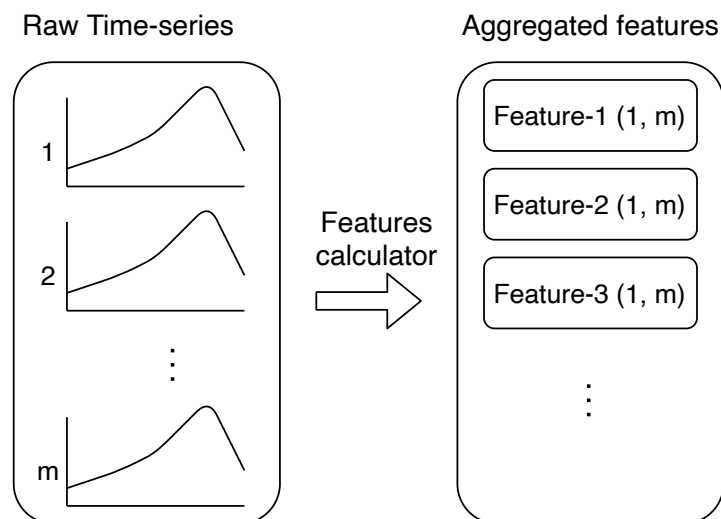 Raw Time-series
1
2
⋮
m
Features
calculator
Aggregated features
Feature-1 (1, m)
Feature-2 (1, m)
Feature-3 (1, m)
⋮